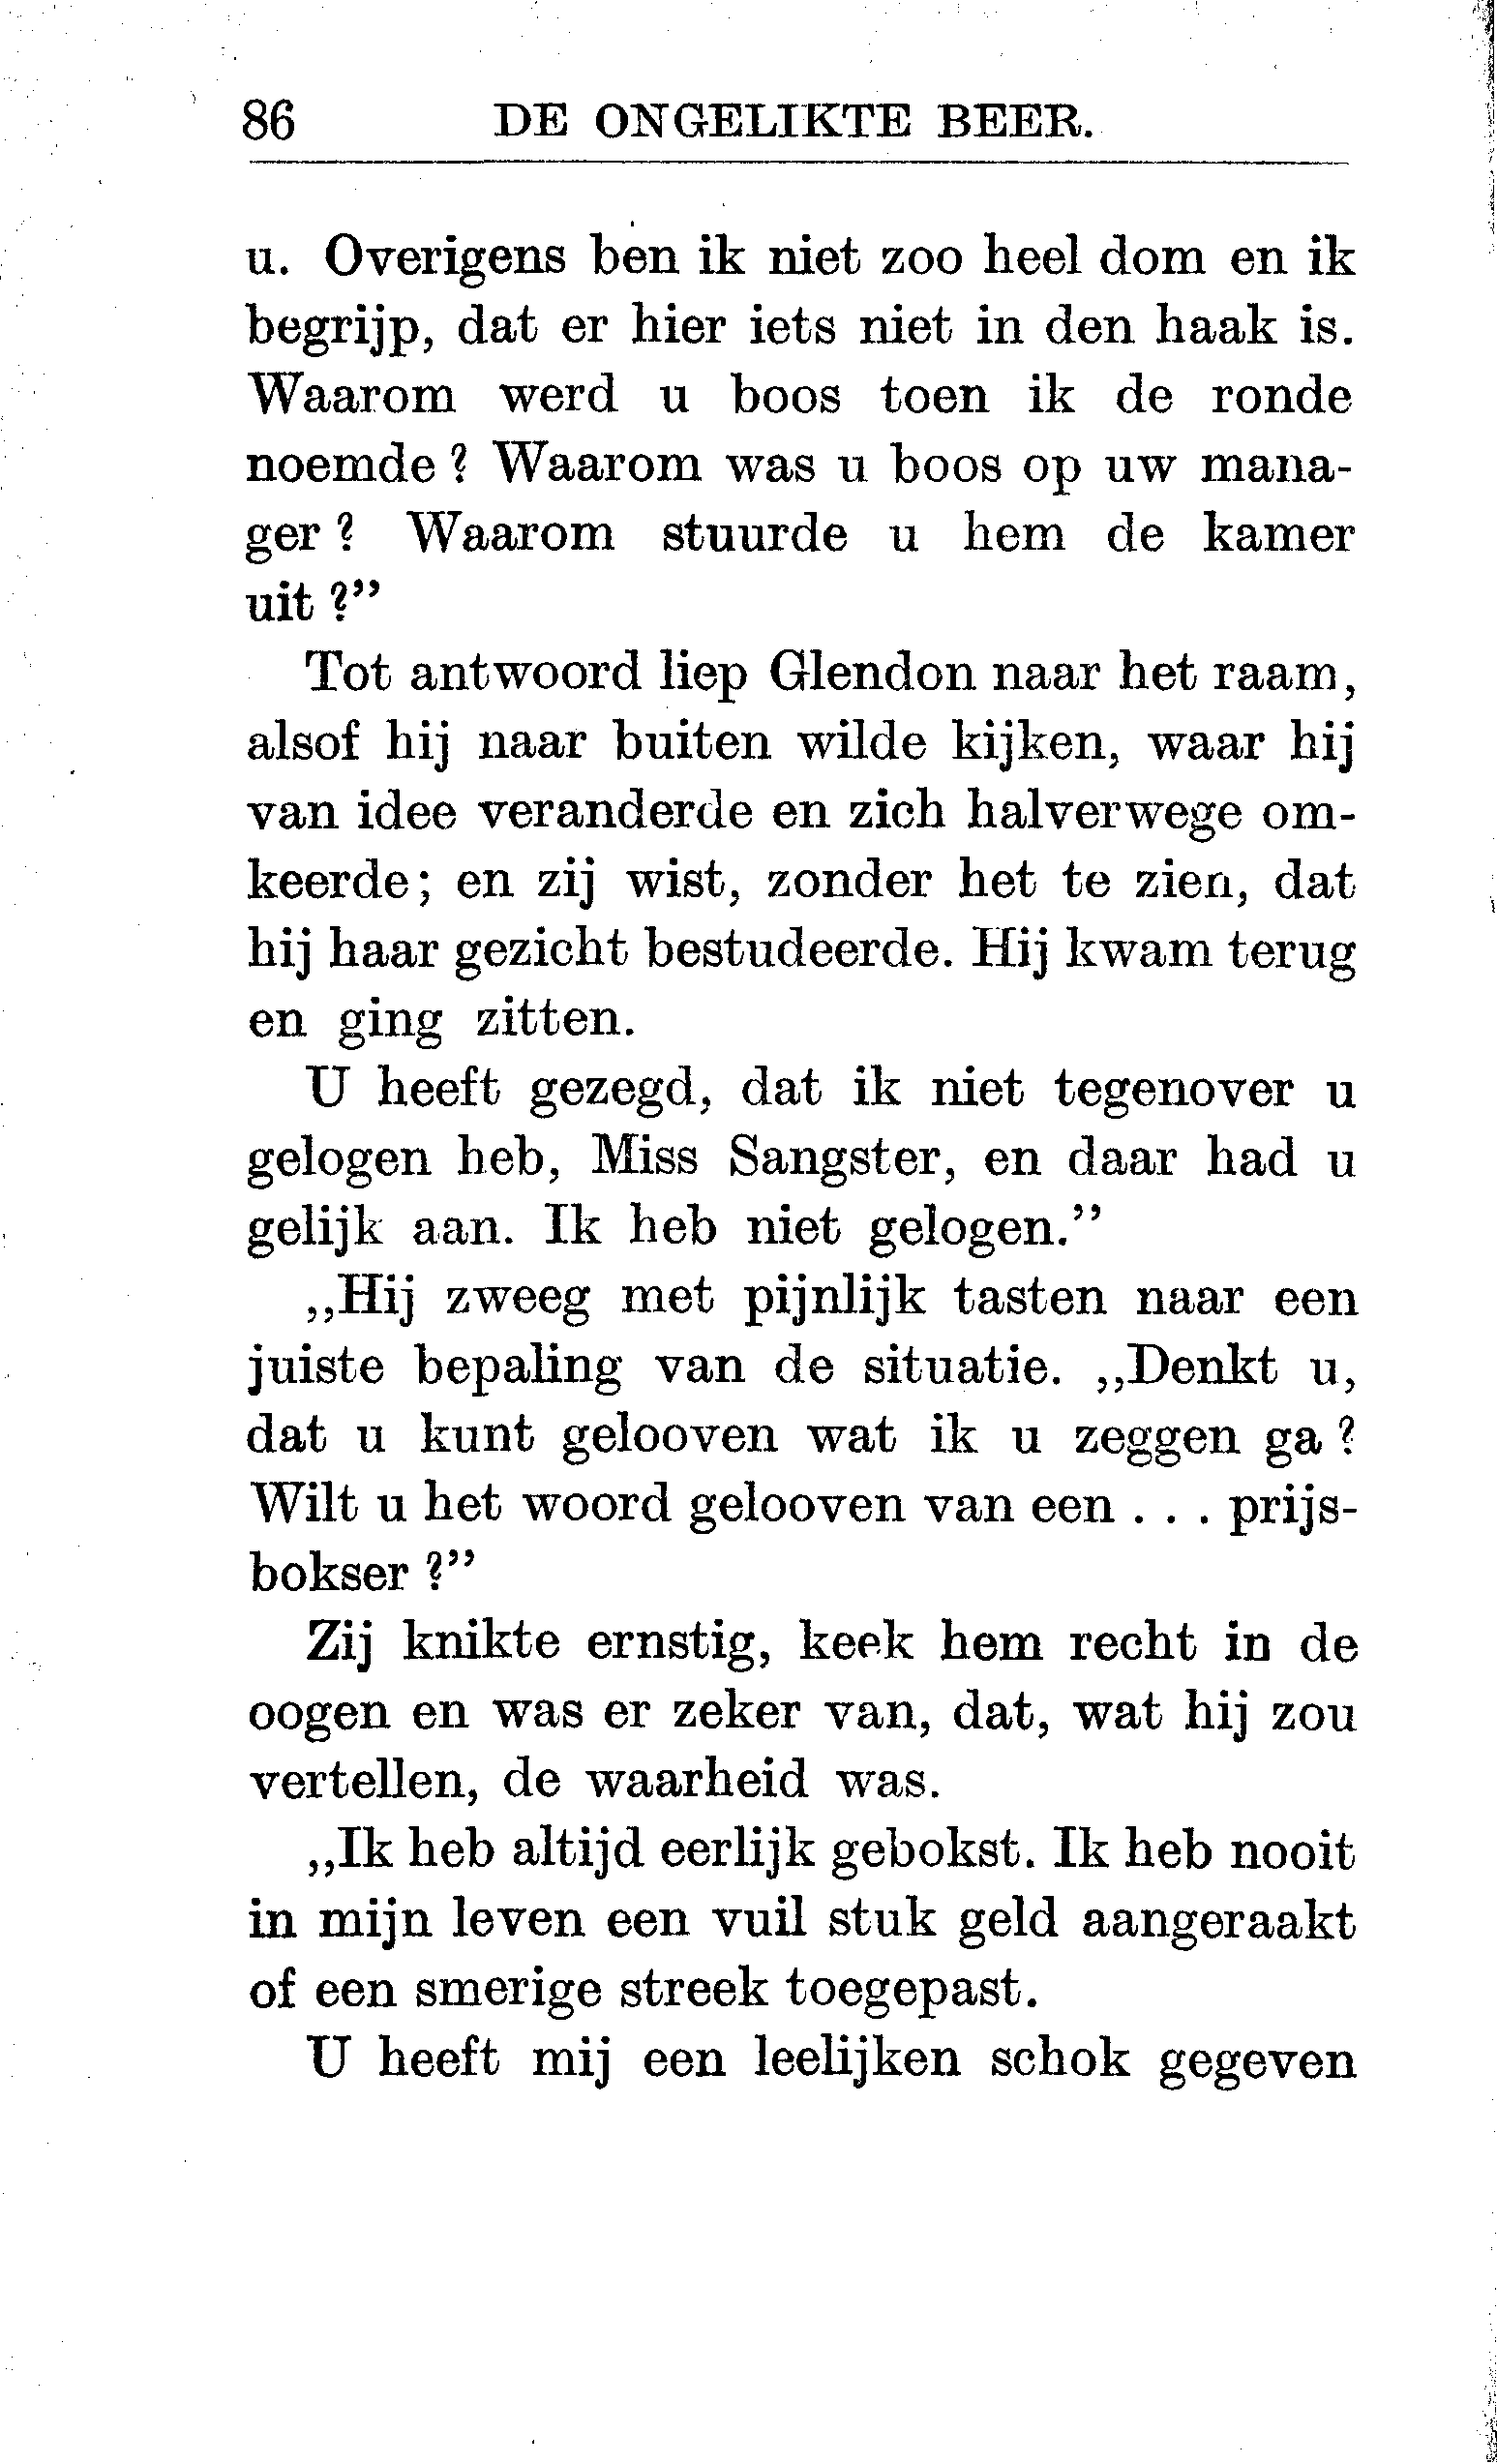 86 DE ONGELIKTE BEER.
u. Overigens ben ik niet zoo heel dom en ik
begrijp, dat er hier iets niet in den haak is.
Waarom werd u boos toen ik de ronde
noemde? Waarom was u boos op uw mana-
ger? Waarom stuurde u hem de kamer
uit?”
Tot antwoord liep Glendon naar het raam,
alsof hij naar buiten wilde kijken, waar hij
van idee veranderde en zich halverwege om-
keerde; en zij wist, zonder het te zien, dat
hij haar gezicht bestudeerde. Hij kwam terug
en ging zitten.
U heeft gezegd, dat ik niet tegenover u
gelogen heb, Miss Sangster, en daar had u
gelijk aan. Ik heb niet gelogen.”
„Hij zweeg met pijnlijk tasten naar een
juiste bepaling van de situatie. „Denkt u,
dat u kunt gelooven wat ik u zeggen ga?
Wilt u het woord gelooven van een . . . prijs-
bokser?”
Zij knikte ernstig, keek hem recht in de
oogen en was er zeker van, dat, wat hij zou
vertellen, de waarheid was.
„Ik heb altijd eerlijk gebokst. Ik heb nooit
in mijn leven een vuil stuk geld aangeraakt
of een smerige streek toegepast.
U heeft mij een leelijken schok gegeven